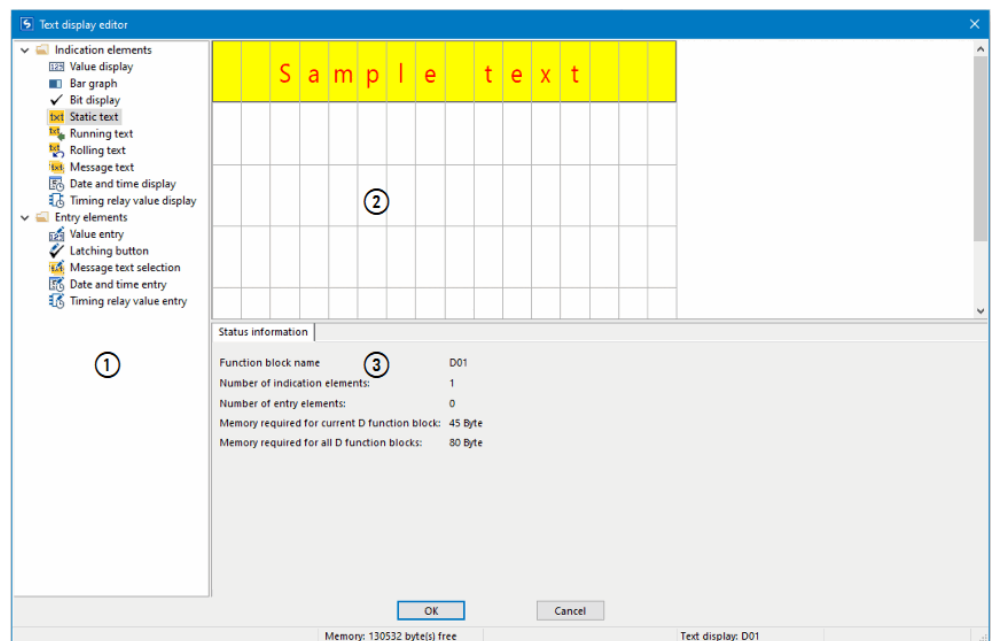 Text display editor
Indication elements
Value display
Bar graph
Bit display
txt Static text
Running text
Rolling text
Message text
Date and time display
Timing relay value display
Entry elements
Value entry
Latching button
Message text selection
Date and time entry
Timing relay value entry
1
Sample text
2
Status information
3
Function block name D01
Number of indication elements: 1
Number of entry elements: 0
Memory required for current D function block: 45 Byte
Memory required for all D function blocks: 80 Byte
OK Cancel
Memory: 130532 byte(s) free Text display: D01